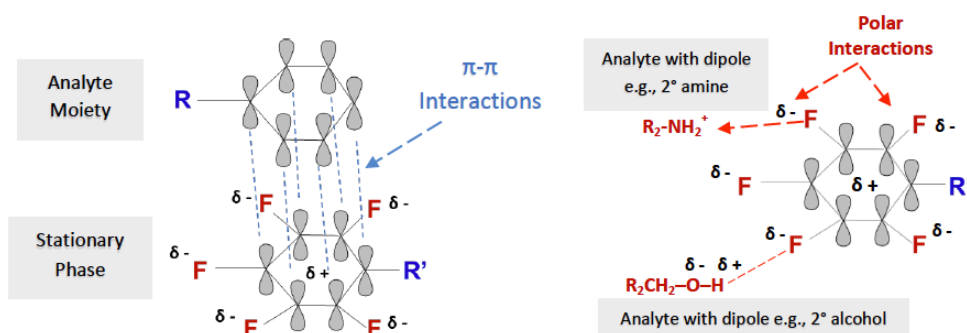 Analyte
Moiety
R
π-π
Interactions
Stationary
Phase
δ -
F
F
δ -
δ -
F
δ +
R’
δ -
F
F
δ -
Polar
Interactions
Analyte with dipole
e.g., 2° amine
R₂-NH₂⁺
δ -
F
F
δ -
δ -
F
δ +
R
δ -
F
F
δ -
δ - δ +
R₂CH₂–O–H
Analyte with dipole e.g., 2° alcohol